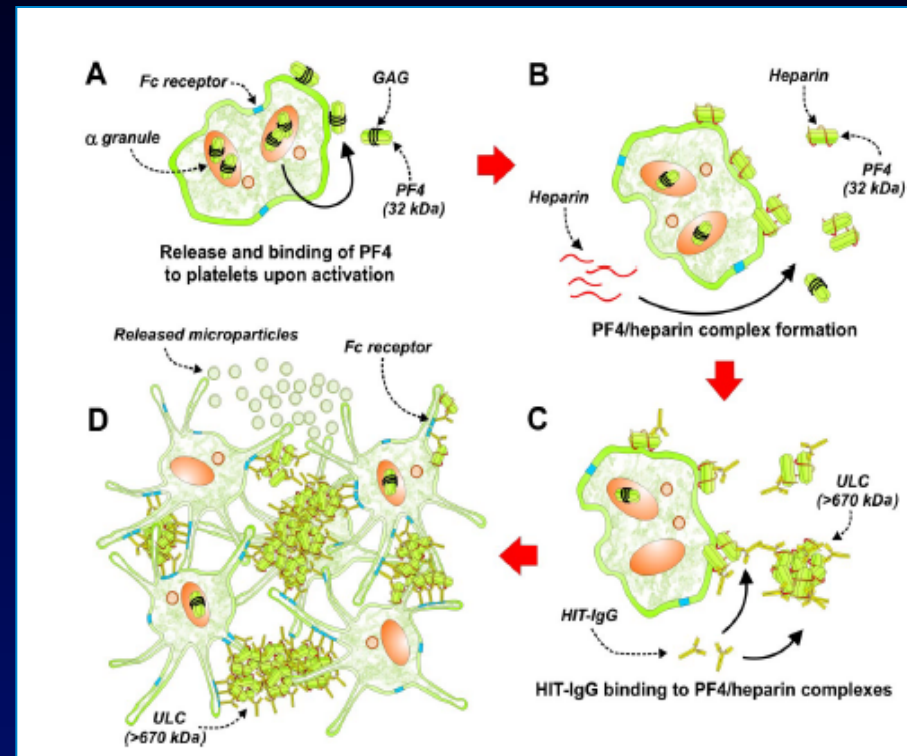 A
Fc receptor
GAG
α granule
PF4
(32 kDa)
Release and binding of PF4
to platelets upon activation
B
Heparin
PF4
(32 kDa)
Heparin
PF4/heparin complex formation
C
ULC
(>670 kDa)
HIT-IgG
HIT-IgG binding to PF4/heparin complexes
D
Released microparticles
Fc receptor
ULC
(>670 kDa)